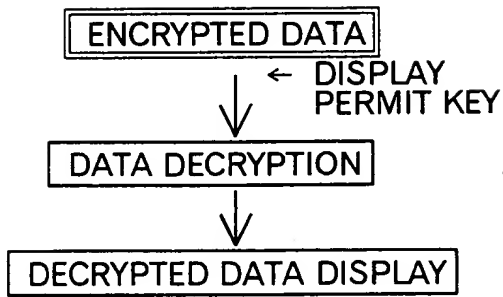 ENCRYPTED DATA
← DISPLAY
PERMIT KEY
DATA DECRYPTION
DECRYPTED DATA DISPLAY